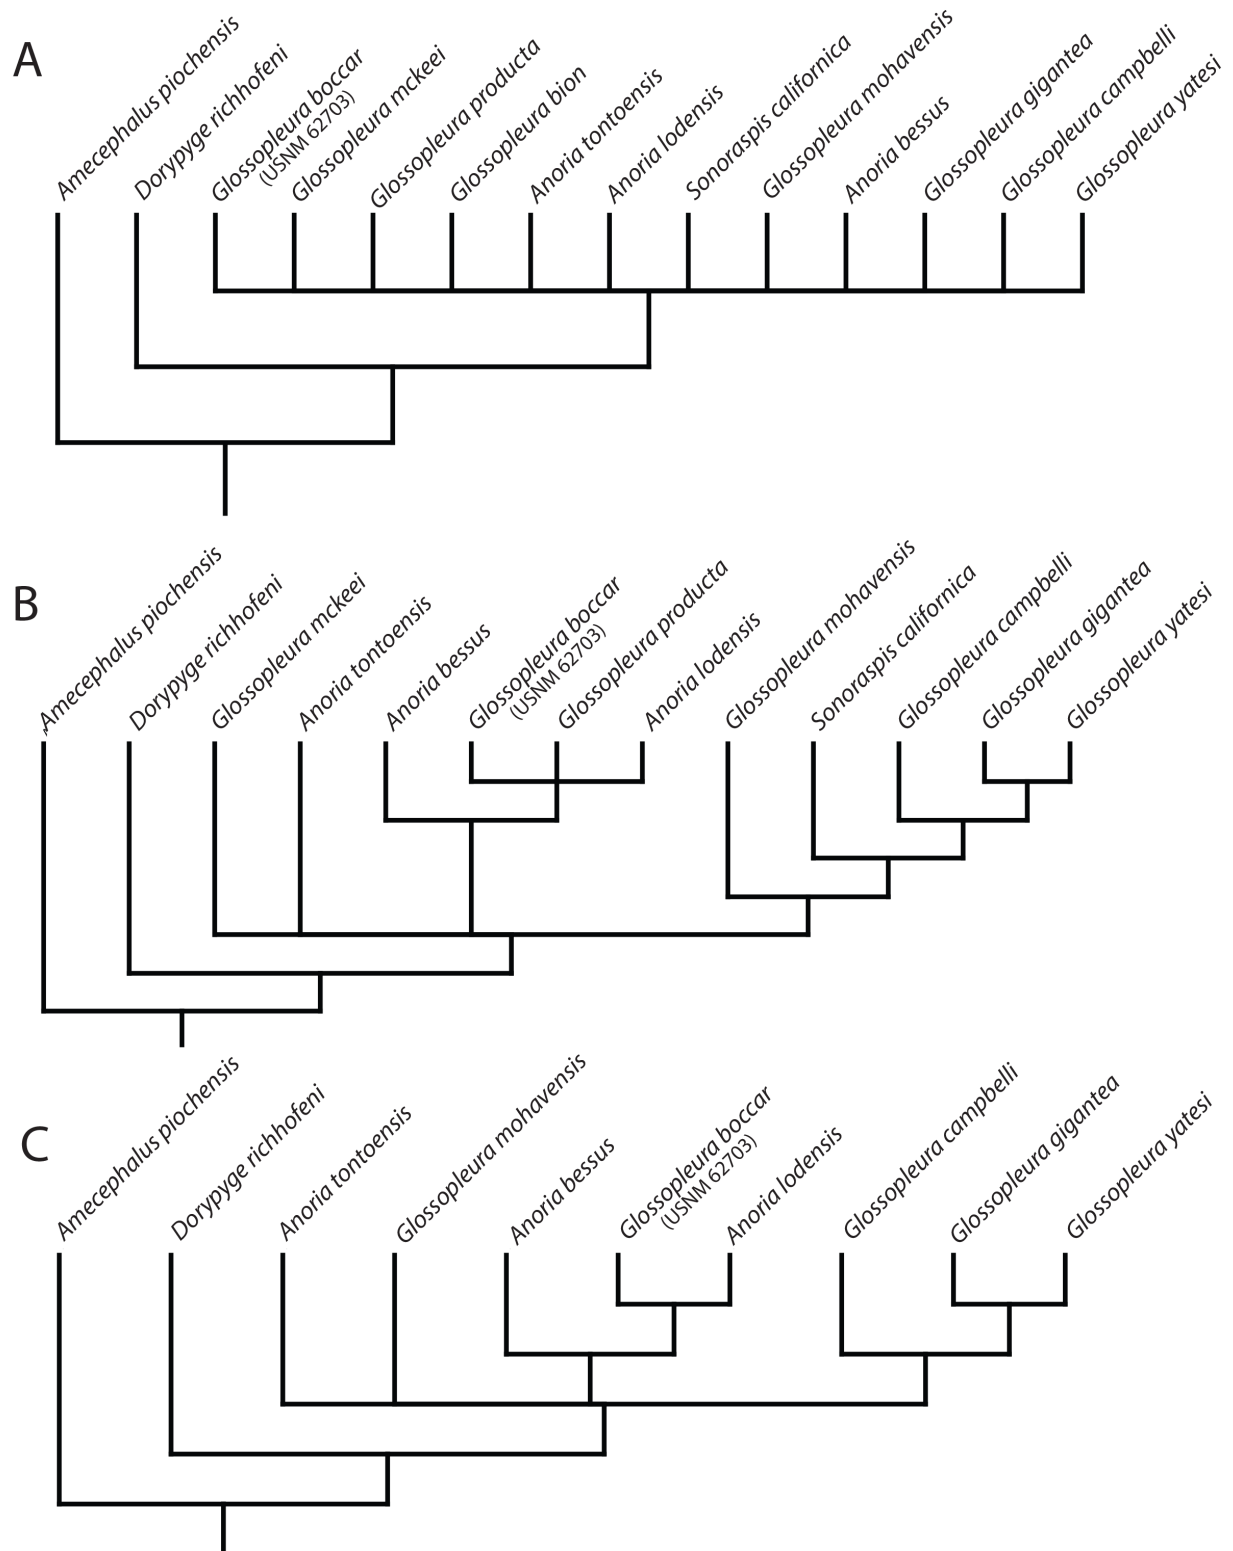 A
Amecephalus piochensis
Dorypyge richhofeni
Glossopleura boccar
(USNM 62703)
Glossopleura mckeei
Glossopleura producta
Glossopleura bion
Anoria tontoensis
Anoria lodensis
Sonoraspis californica
Glossopleura mohavensis
Anoria bessus
Glossopleura gigantea
Glossopleura campbelli
Glossopleura yatesi
B
Amecephalus piochensis
Dorypyge richhofeni
Glossopleura mckeei
Anoria tontoensis
Anoria bessus
Glossopleura boccar
(USNM 62703)
Glossopleura producta
Anoria lodensis
Glossopleura mohavensis
Sonoraspis californica
Glossopleura campbelli
Glossopleura gigantea
Glossopleura yatesi
C
Amecephalus piochensis
Dorypyge richhofeni
Anoria tontoensis
Glossopleura mohavensis
Anoria bessus
Glossopleura boccar
(USNM 62703)
Anoria lodensis
Glossopleura campbelli
Glossopleura gigantea
Glossopleura yatesi